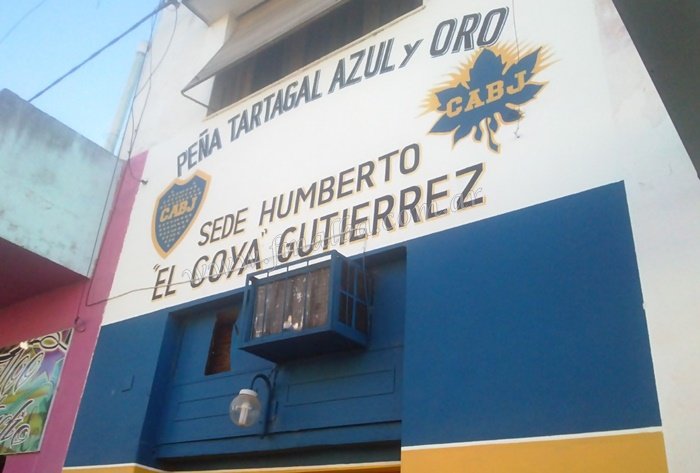 PEÑA TARTAGAL AZUL y ORO
CABJ
CABJ
SEDE HUMBERTO
"EL COYA" GUTIERREZ